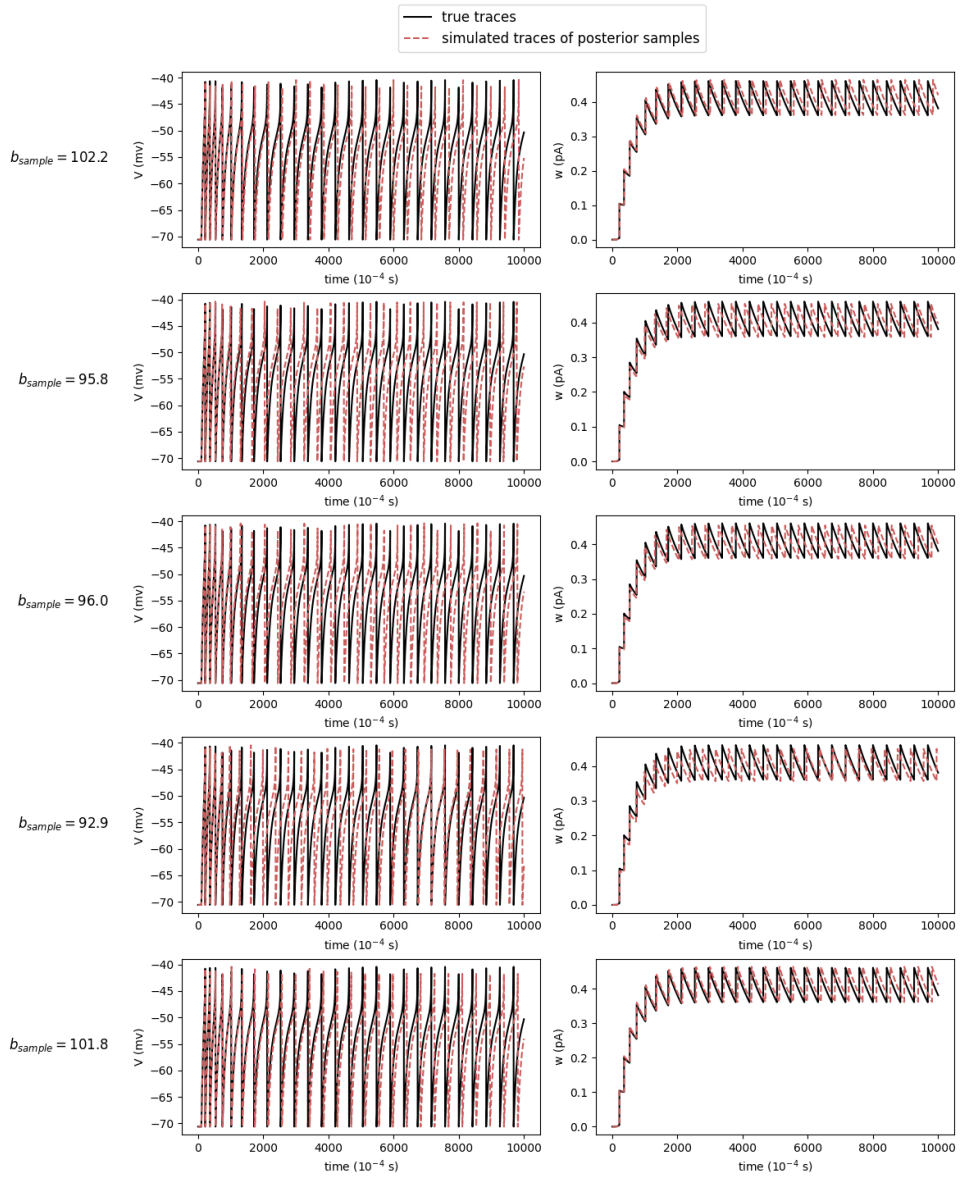 true traces
simulated traces of posterior samples
b_sample = 102.2
V (mv)
−40
−45
−50
−55
−60
−65
−70
0 2000 4000 6000 8000 10000
time (10⁻⁴ s)
w (pA)
0.4
0.3
0.2
0.1
0.0
0 2000 4000 6000 8000 10000
time (10⁻⁴ s)
b_sample = 95.8
V (mv)
−40
−45
−50
−55
−60
−65
−70
0 2000 4000 6000 8000 10000
time (10⁻⁴ s)
w (pA)
0.4
0.3
0.2
0.1
0.0
0 2000 4000 6000 8000 10000
time (10⁻⁴ s)
b_sample = 96.0
V (mv)
−40
−45
−50
−55
−60
−65
−70
0 2000 4000 6000 8000 10000
time (10⁻⁴ s)
w (pA)
0.4
0.3
0.2
0.1
0.0
0 2000 4000 6000 8000 10000
time (10⁻⁴ s)
b_sample = 92.9
V (mv)
−40
−45
−50
−55
−60
−65
−70
0 2000 4000 6000 8000 10000
time (10⁻⁴ s)
w (pA)
0.4
0.3
0.2
0.1
0.0
0 2000 4000 6000 8000 10000
time (10⁻⁴ s)
b_sample = 101.8
V (mv)
−40
−45
−50
−55
−60
−65
−70
0 2000 4000 6000 8000 10000
time (10⁻⁴ s)
w (pA)
0.4
0.3
0.2
0.1
0.0
0 2000 4000 6000 8000 10000
time (10⁻⁴ s)